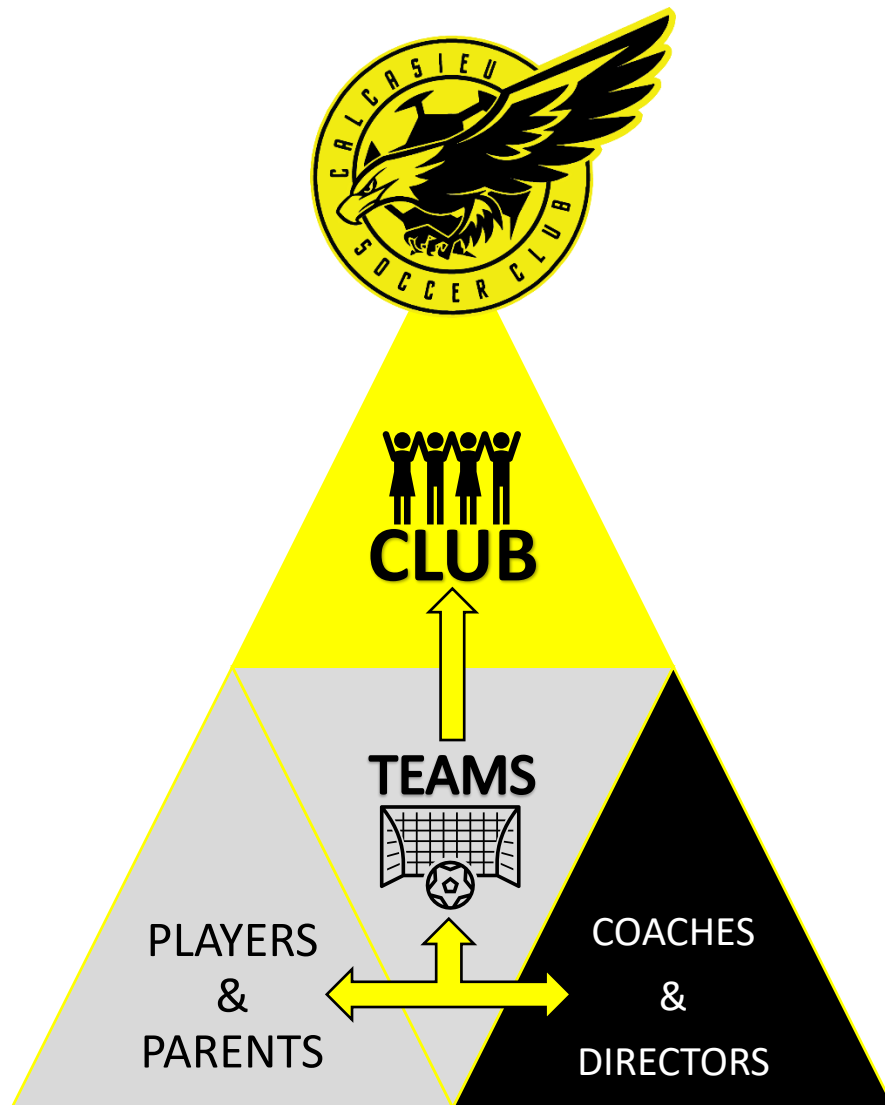 CALCASIEU
SOCCER CLUB
CLUB
TEAMS
PLAYERS
&
PARENTS
COACHES
&
DIRECTORS